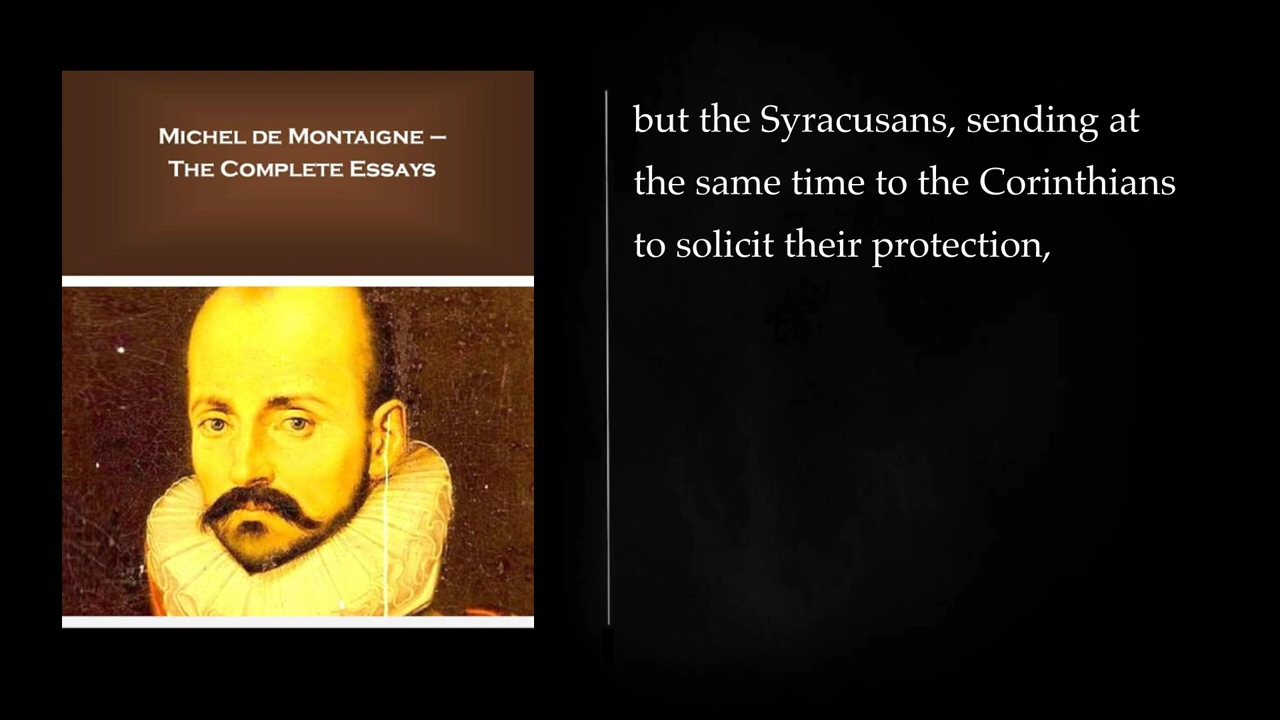 MICHEL DE MONTAIGNE –
THE COMPLETE ESSAYS
but the Syracusans, sending at
the same time to the Corinthians
to solicit their protection,